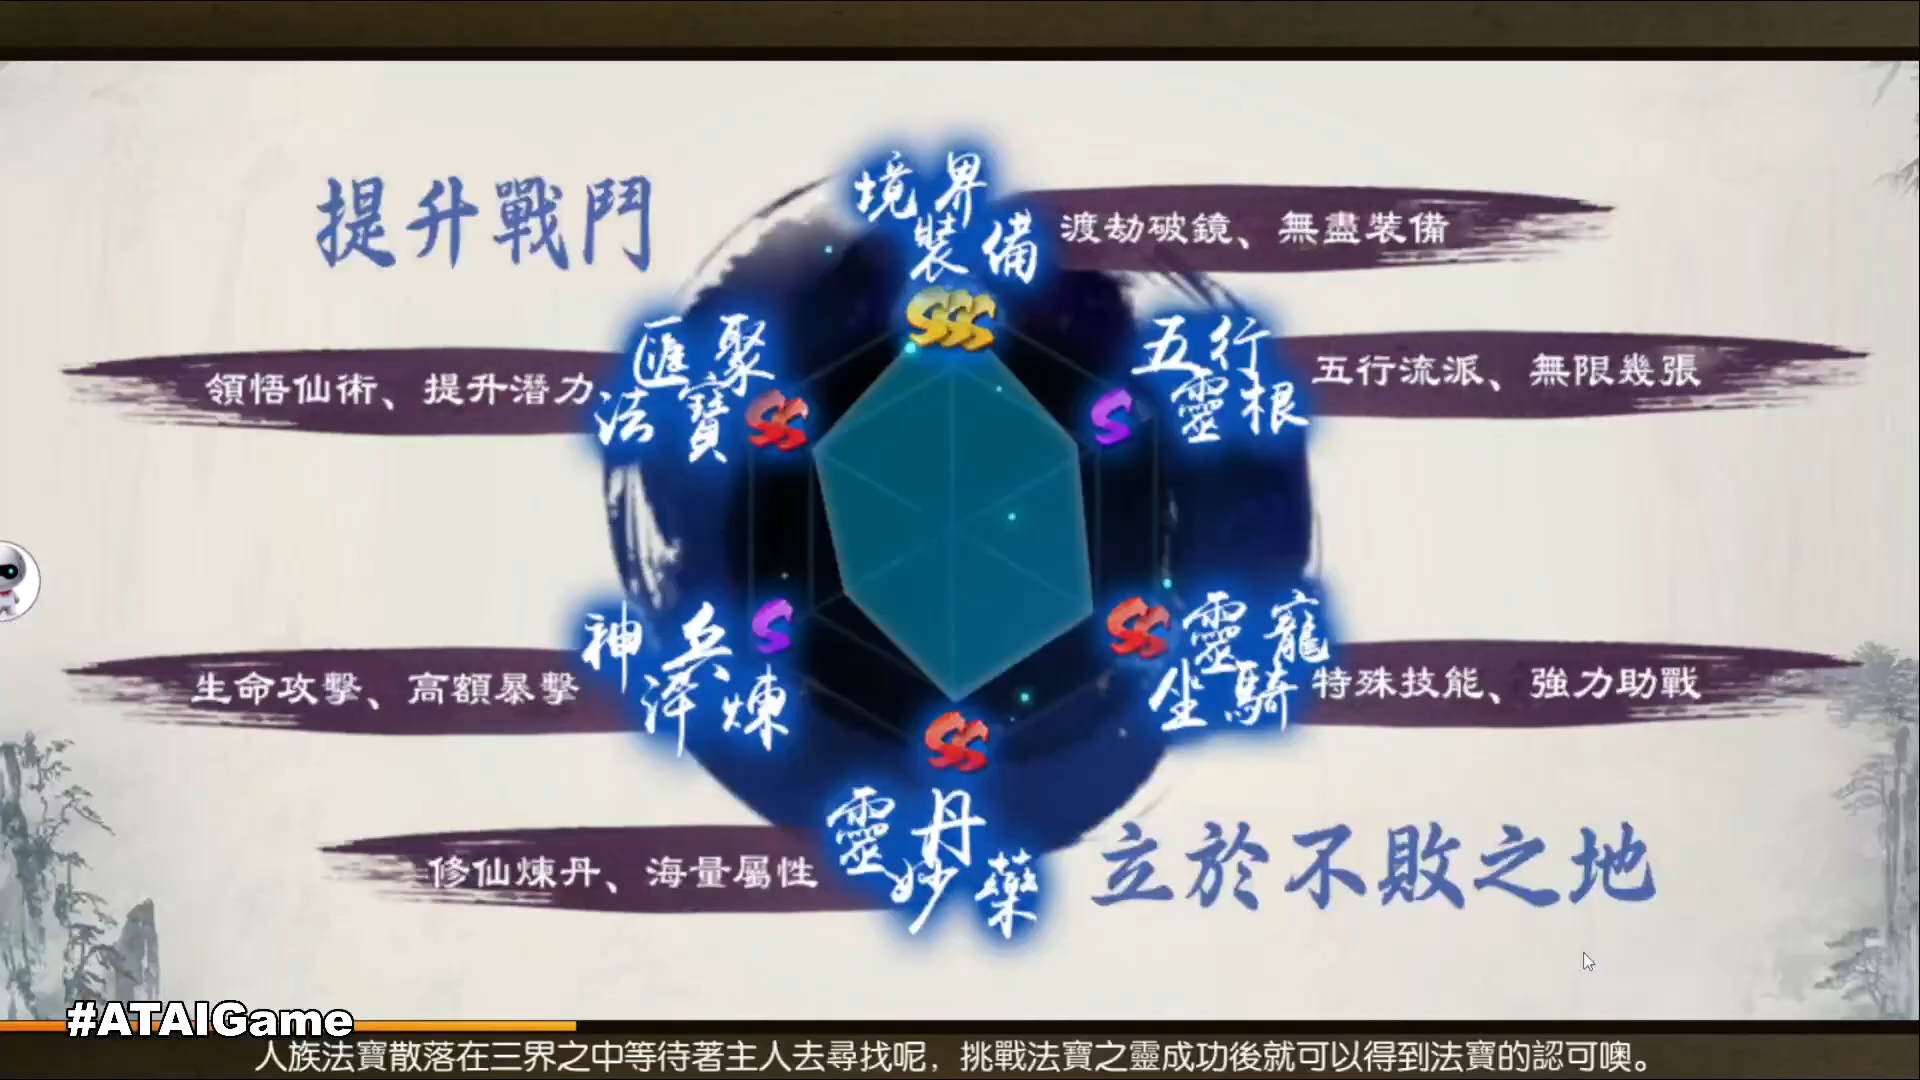 提升戰鬥
境界
裝備
SSS
渡劫破鏡、無盡裝備
匯聚
法寶
SS
領悟仙術、提升潛力
五行
靈根
S
五行流派、無限幾張
神兵
淬煉
S
生命攻擊、高額暴擊
靈寵
坐騎
SS
特殊技能、強力助戰
SS
靈丹
妙藥
修仙煉丹、海量屬性
立於不敗之地
#ATAIGame
人族法寶散落在三界之中等待著主人去尋找呢，挑戰法寶之靈成功後就可以得到法寶的認可噢。